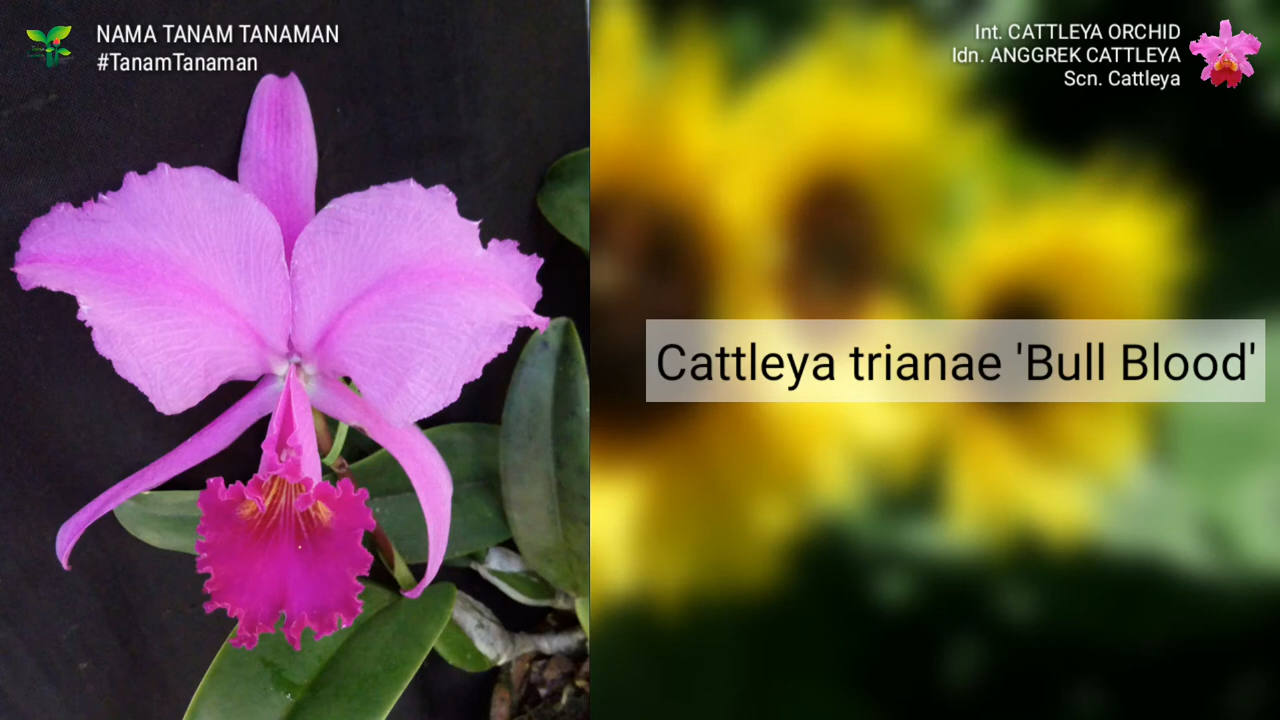 NAMA TANAM TANAMAN
#TanamTanaman
Int. CATTLEYA ORCHID
Idn. ANGGREK CATTLEYA
Scn. Cattleya
Cattleya trianae 'Bull Blood'